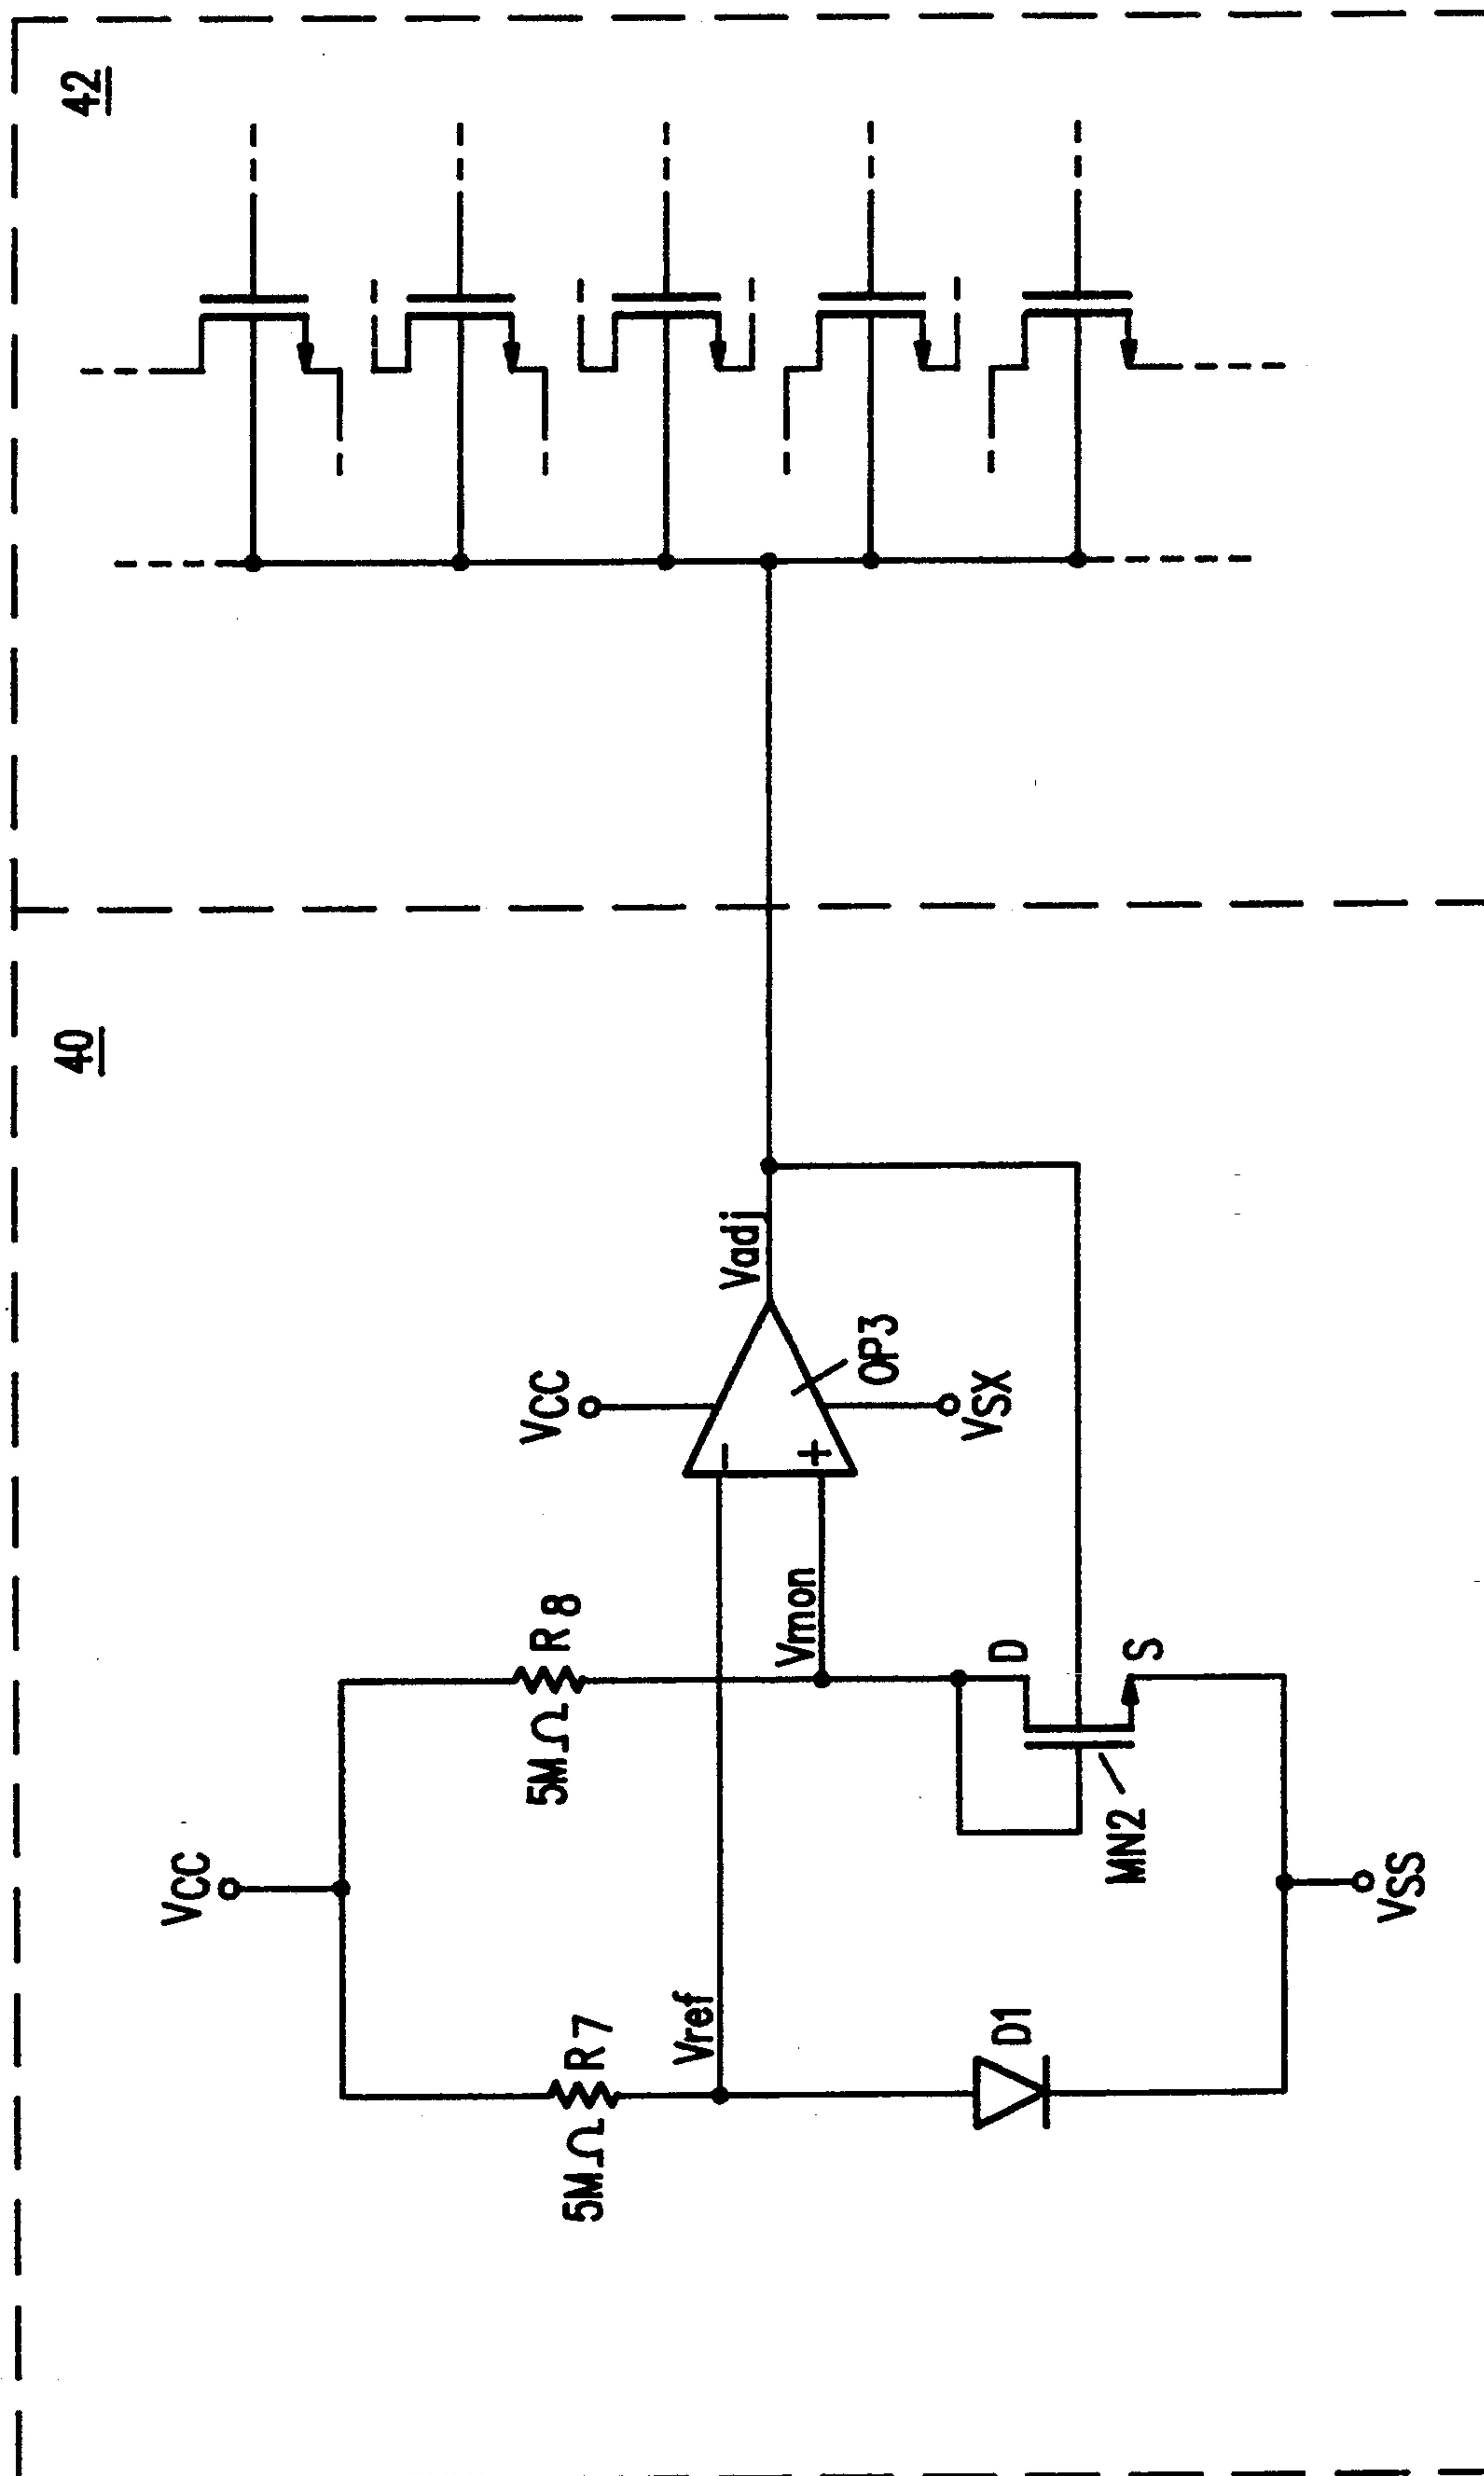 40
42
VCC
5MΩ R7
5MΩ R8
Vref
Vmon
VCC
−
+
OP3
VSX
Vadj
D1
MN2
D
S
VSS